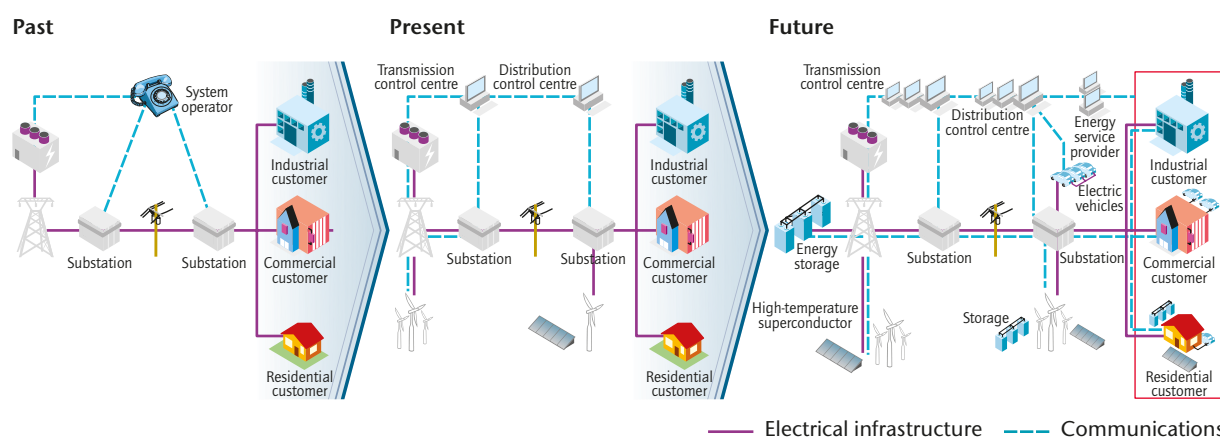 Past
System
operator
Industrial
customer
Substation
Substation
Commercial
customer
Residential
customer
Present
Transmission
control centre
Distribution
control centre
Industrial
customer
Substation
Substation
Commercial
customer
Residential
customer
Future
Transmission
control centre
Distribution
control centre
Energy
service
provider
Industrial
customer
Electric
vehicles
Energy
storage
Substation
Substation
Commercial
customer
High-temperature
superconductor
Storage
Residential
customer
Electrical infrastructure
Communications